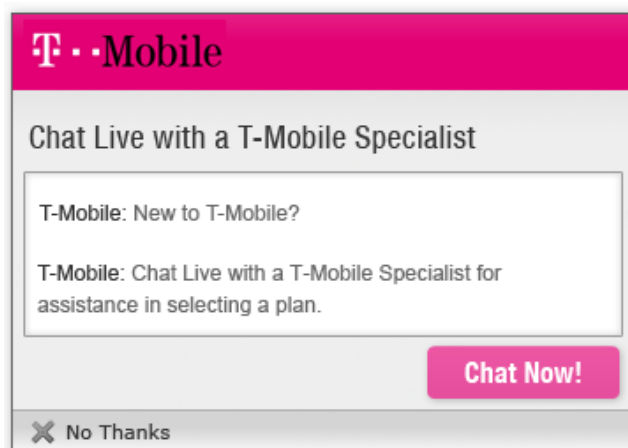 T··Mobile
Chat Live with a T-Mobile Specialist
T-Mobile: New to T-Mobile?
T-Mobile: Chat Live with a T-Mobile Specialist for
assistance in selecting a plan.
Chat Now!
No Thanks